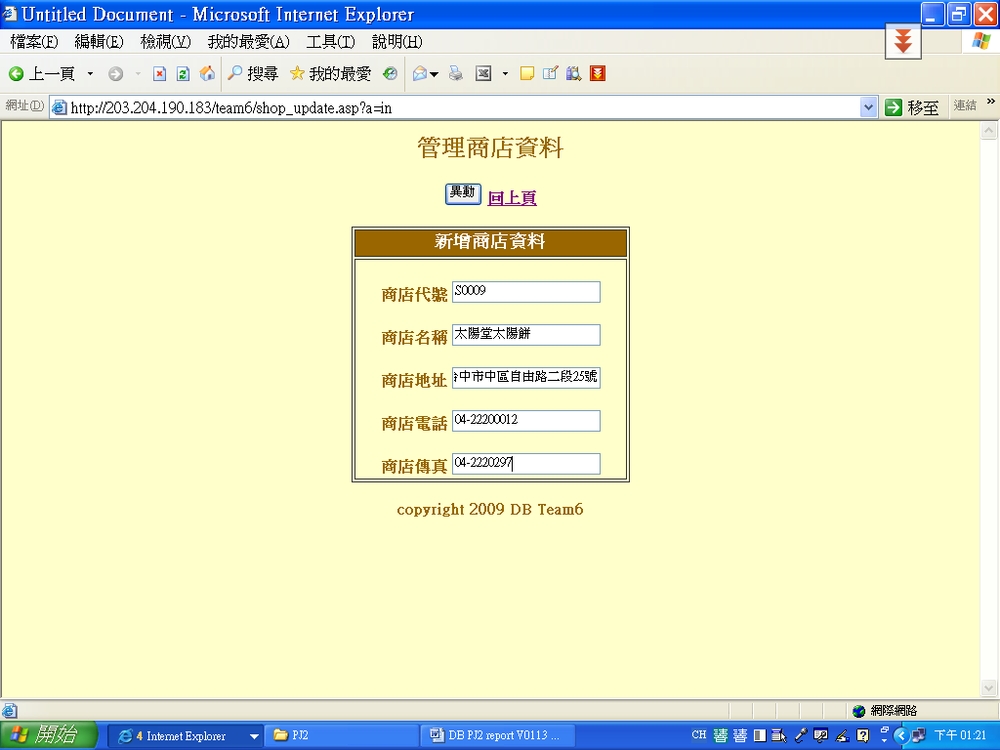 Untitled Document - Microsoft Internet Explorer
檔案(F) 編輯(E) 檢視(V) 我的最愛(A) 工具(T) 說明(H)
上一頁 搜尋 我的最愛
網址(D) http://203.204.190.183/team6/shop_update.asp?a=in 移至 連結 »
管理商店資料
異動 回上頁
新增商店資料
商店代號 S0009
商店名稱 太陽堂太陽餅
商店地址 中市中區自由路二段25號
商店電話 04-22200012
商店傳真 04-2220297
copyright 2009 DB Team6
網際網路
開始 4 Internet Explorer PJ2 DB PJ2 report V0113 ... CH 下午 01:21